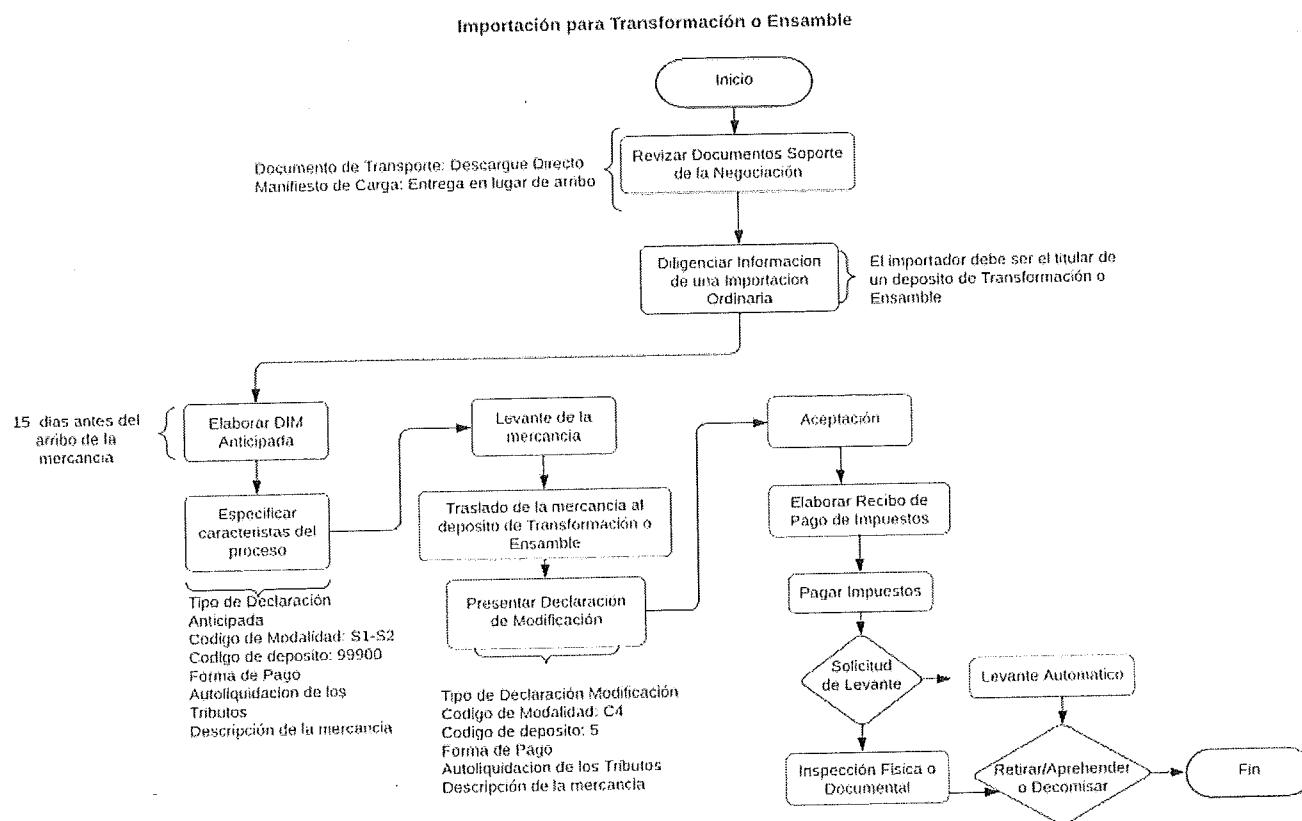 Importación para Transformación o Ensamble
Inicio
Documento de Transporte: Descargue Directo
Manifiesto de Carga: Entrega en lugar de arribo
Revizar Documentos Soporte
de la Negociación
Diligenciar Informacion
de una Importacion
Ordinaria
El importador debe ser el titular de
un deposito de Transformación o
Ensamble
15 dias antes del
arribo de la
mercancia
Elaborar DIM
Anticipada
Especificar
caracteristas del
proceso
Tipo de Declaración
Anticipada
Codigo de Modalidad: S1-S2
Codigo de deposito: 99900
Forma de Pago
Autoliquidacion de los
Tributos
Descripción de la mercancia
Levante de la
mercancia
Traslado de la mercancia al
deposito de Transformación o
Ensamble
Presentar Declaración
de Modificación
Tipo de Declaración Modificación
Codigo de Modalidad: C4
Codigo de deposito: 5
Forma de Pago
Autoliquidacion de los Tributos
Descripción de la mercancia
Aceptación
Elaborar Recibo de
Pago de Impuestos
Pagar Impuestos
Solicitud
de Levante
Levante Automatico
Inspección Fisica o
Documental
Retirar/Aprehender
o Decomisar
Fin